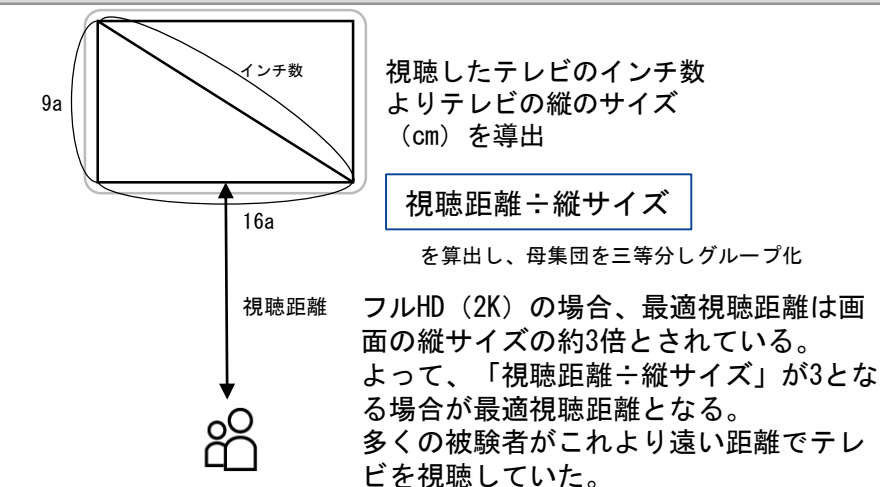 インチ数
9a
16a
視聴距離
視聴したテレビのインチ数
よりテレビの縦のサイズ
（cm）を導出
視聴距離÷縦サイズ
を算出し、母集団を三等分しグループ化
フルHD（2K）の場合、最適視聴距離は画
面の縦サイズの約3倍とされている。
よって、「視聴距離÷縦サイズ」が3とな
る場合が最適視聴距離となる。
多くの被験者がこれより遠い距離でテレ
ビを視聴していた。